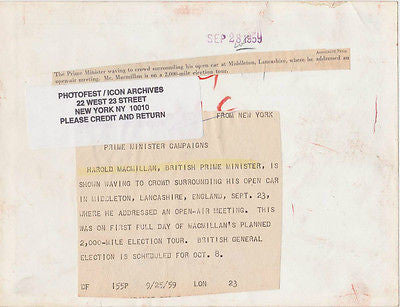 SEP 28 1959
ASSOCIATED PRESS
The Prime Minister waving to crowd surrounding his open car at Middleton, Lancashire, where he addressed an
open-air meeting. Mr. Macmillan is on a 2,000-mile election tour.
PHOTOFEST / ICON ARCHIVES
22 WEST 23 STREET
NEW YORK NY 10010
PLEASE CREDIT AND RETURN
C
FROM NEW YORK
PRIME MINISTER CAMPAIGNS
HAROLD MACMILLAN, BRITISH PRIME MINISTER, IS
SHOWN WAVING TO CROWD SURROUNDING HIS OPEN CAR
IN MIDDLETON, LANCASHIRE, ENGLAND, SEPT. 23,
WHERE HE ADDRESSED AN OPEN-AIR MEETING. THIS
WAS ON FIRST FULL DAY OF MACMILLAN'S PLANNED
2,000-MILE ELECTION TOUR. BRITISH GENERAL
ELECTION IS SCHEDULED FOR OCT. 8.
CF 155P 9/25/59 LON 23